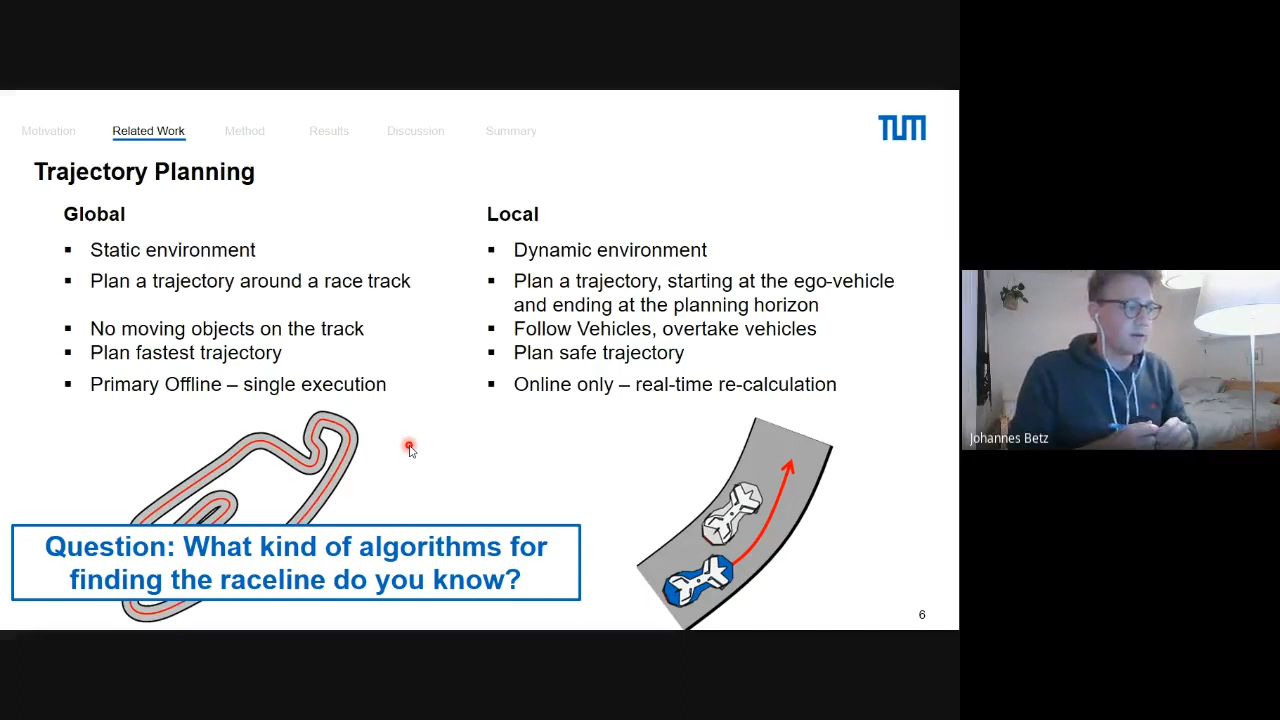 Motivation
Related Work
Method
Results
Discussion
Summary
TUM
Trajectory Planning
Global
▪ Static environment
▪ Plan a trajectory around a race track
▪ No moving objects on the track
▪ Plan fastest trajectory
▪ Primary Offline – single execution
Local
▪ Dynamic environment
▪ Plan a trajectory, starting at the ego-vehicle
and ending at the planning horizon
▪ Follow Vehicles, overtake vehicles
▪ Plan safe trajectory
▪ Online only – real-time re-calculation
Question: What kind of algorithms for
finding the raceline do you know?
6
Johannes Betz